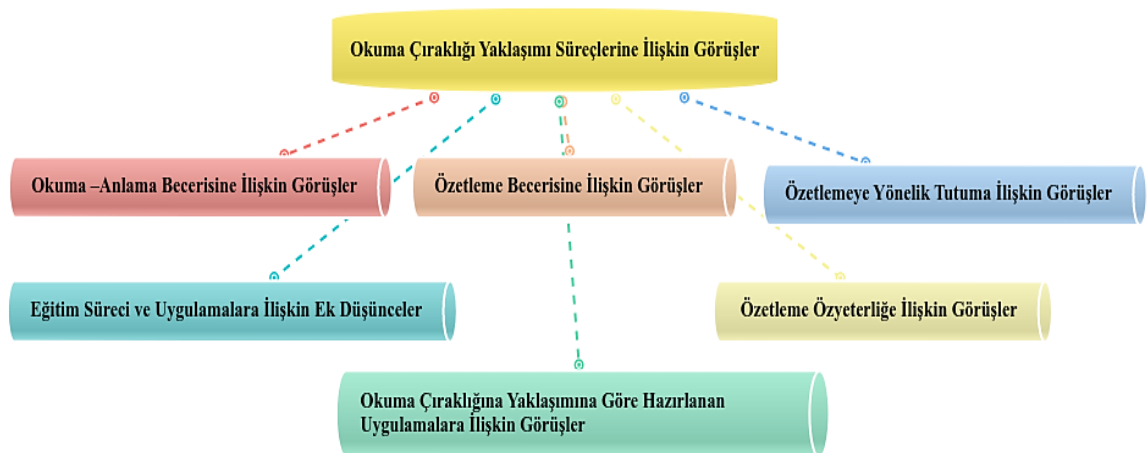 Okuma Çıraklığı Yaklaşımı Süreçlerine İlişkin Görüşler
Okuma –Anlama Becerisine İlişkin Görüşler
Özetleme Becerisine İlişkin Görüşler
Özetlemeye Yönelik Tutuma İlişkin Görüşler
Eğitim Süreci ve Uygulamalara İlişkin Ek Düşünceler
Özetleme Özyeterliğe İlişkin Görüşler
Okuma Çıraklığına Yaklaşımına Göre Hazırlanan
Uygulamalara İlişkin Görüşler